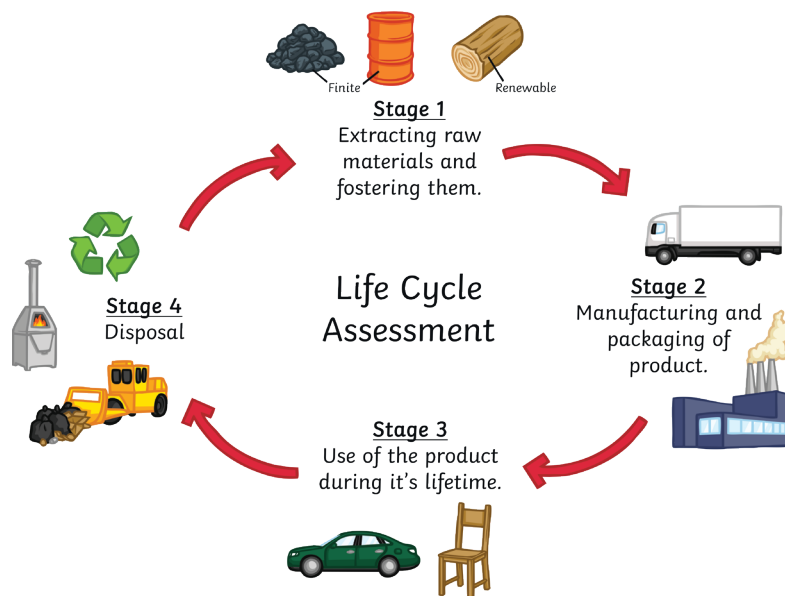 Finite
Renewable
Stage 1
Extracting raw
materials and
fostering them.
Stage 2
Manufacturing and
packaging of
product.
Life Cycle
Assessment
Stage 4
Disposal
Stage 3
Use of the product
during it's lifetime.